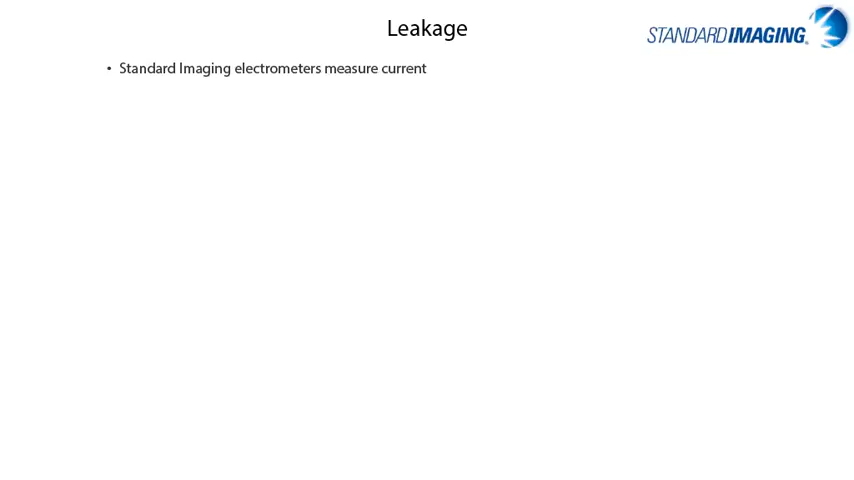 Leakage
STANDARD IMAGING
• Standard Imaging electrometers measure current